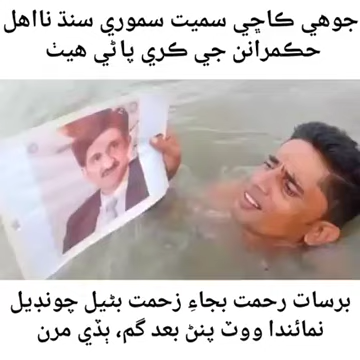 جوهي ڪاڇي سميت سموري سنڌ نااهل
حڪمرانن جي ڪري پاڻي هيٺ
برسات رحمت بجاءِ زحمت بڻيل چونڊيل
نمائندا ووٽ پنڻ بعد گم، ٻڏي مرن